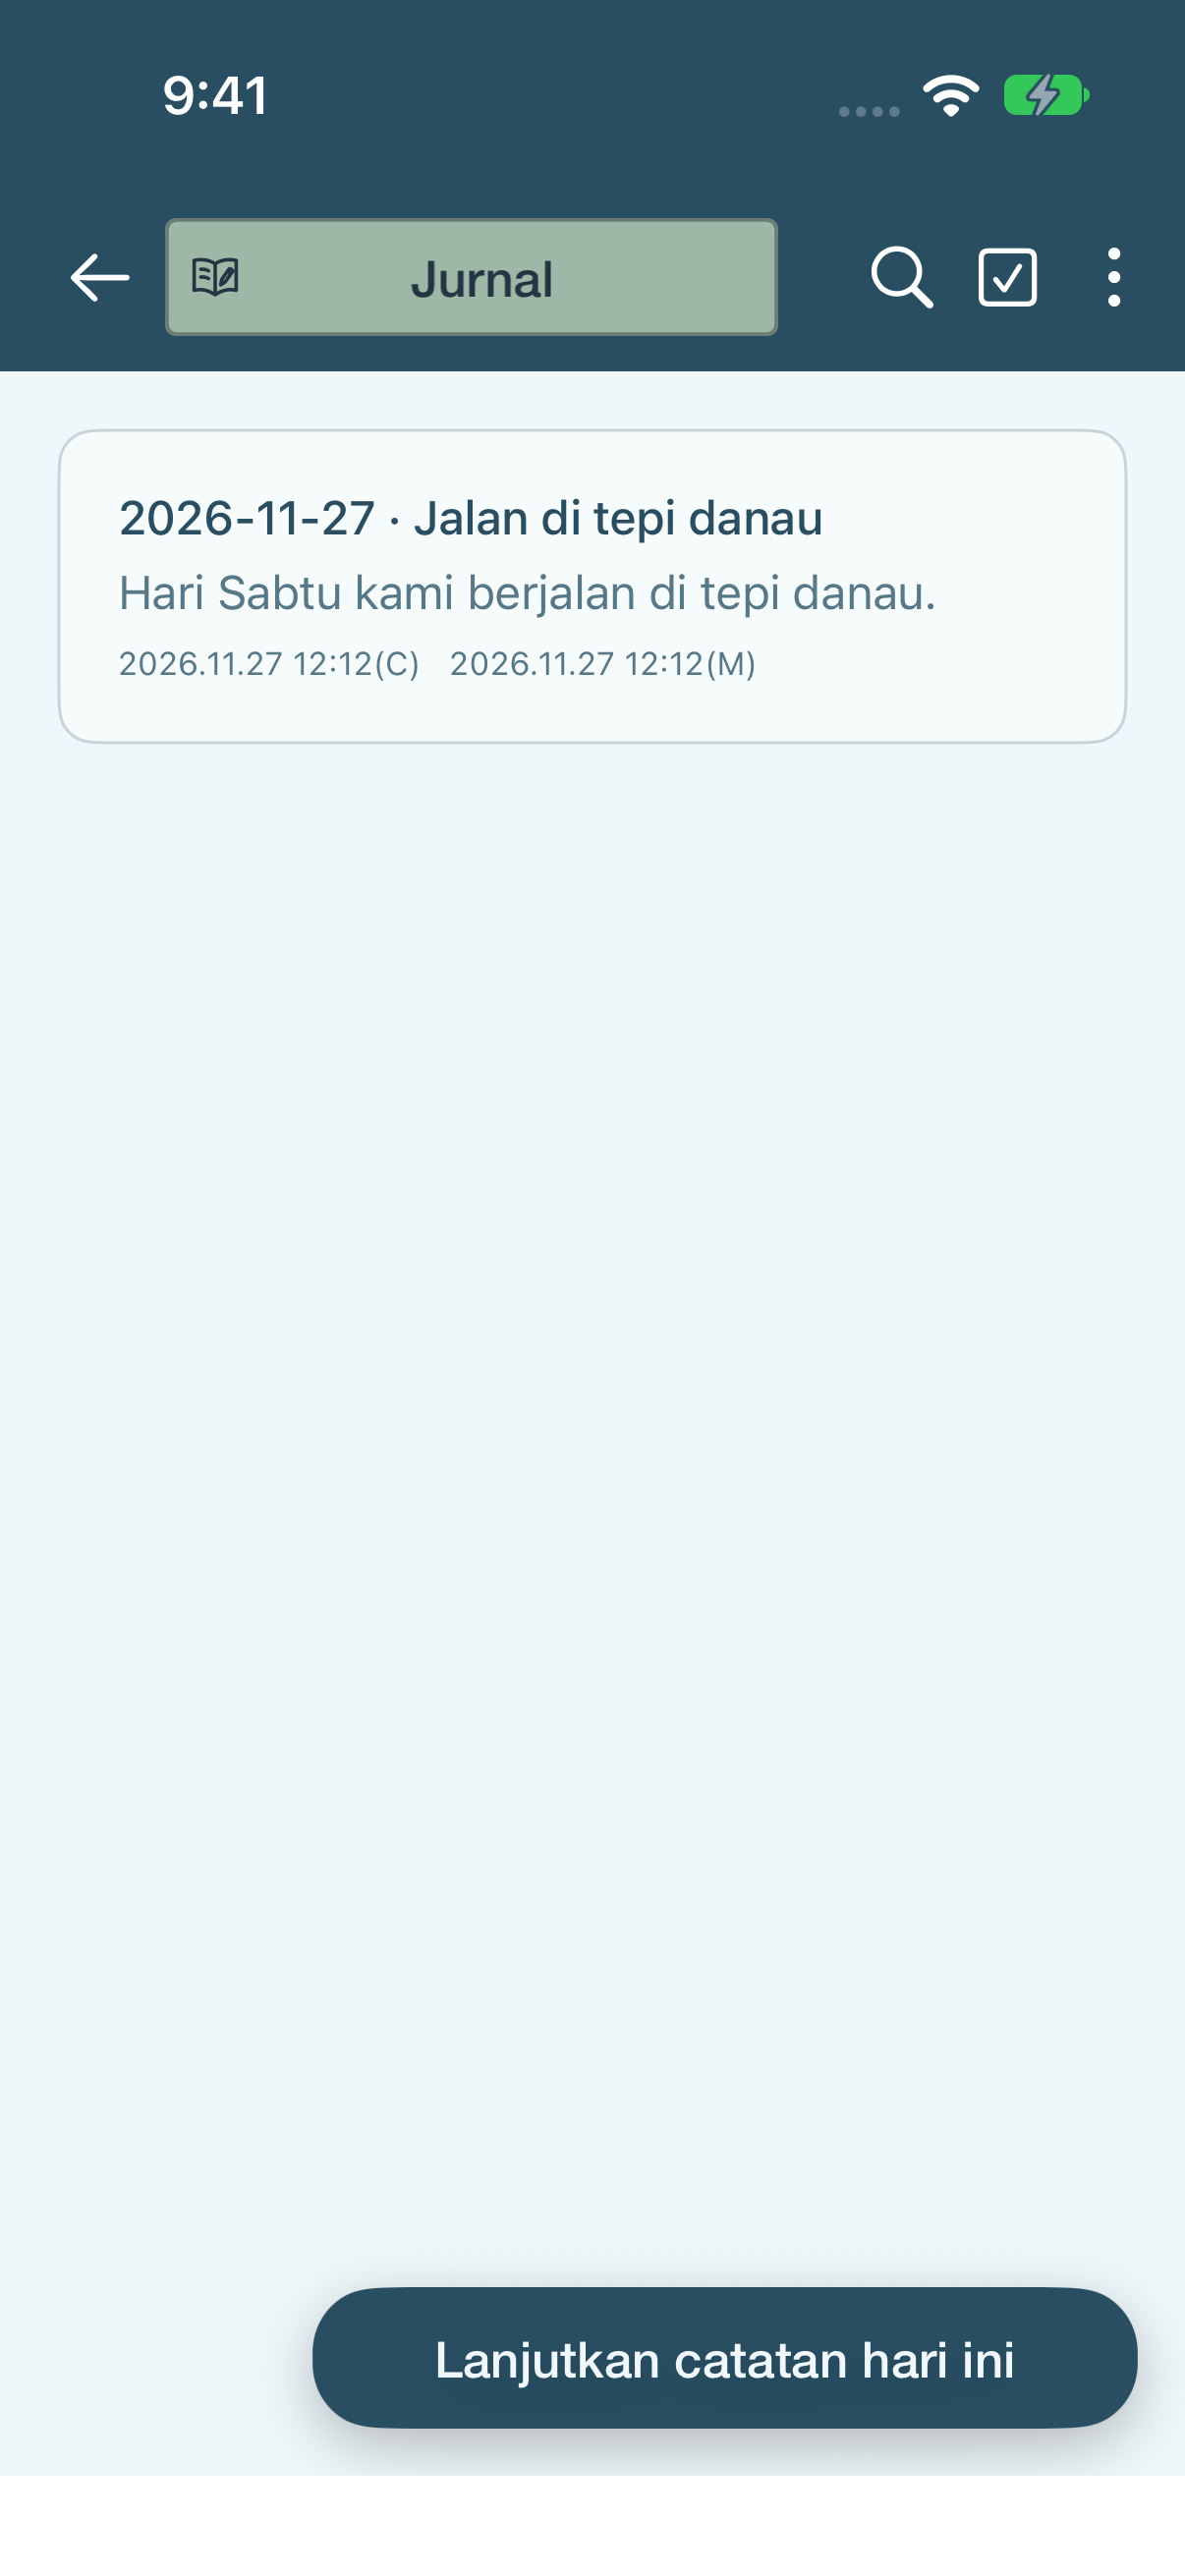 9:41
Jurnal
2026-11-27 · Jalan di tepi danau
Hari Sabtu kami berjalan di tepi danau.
2026.11.27 12:12(C) 2026.11.27 12:12(M)
Lanjutkan catatan hari ini